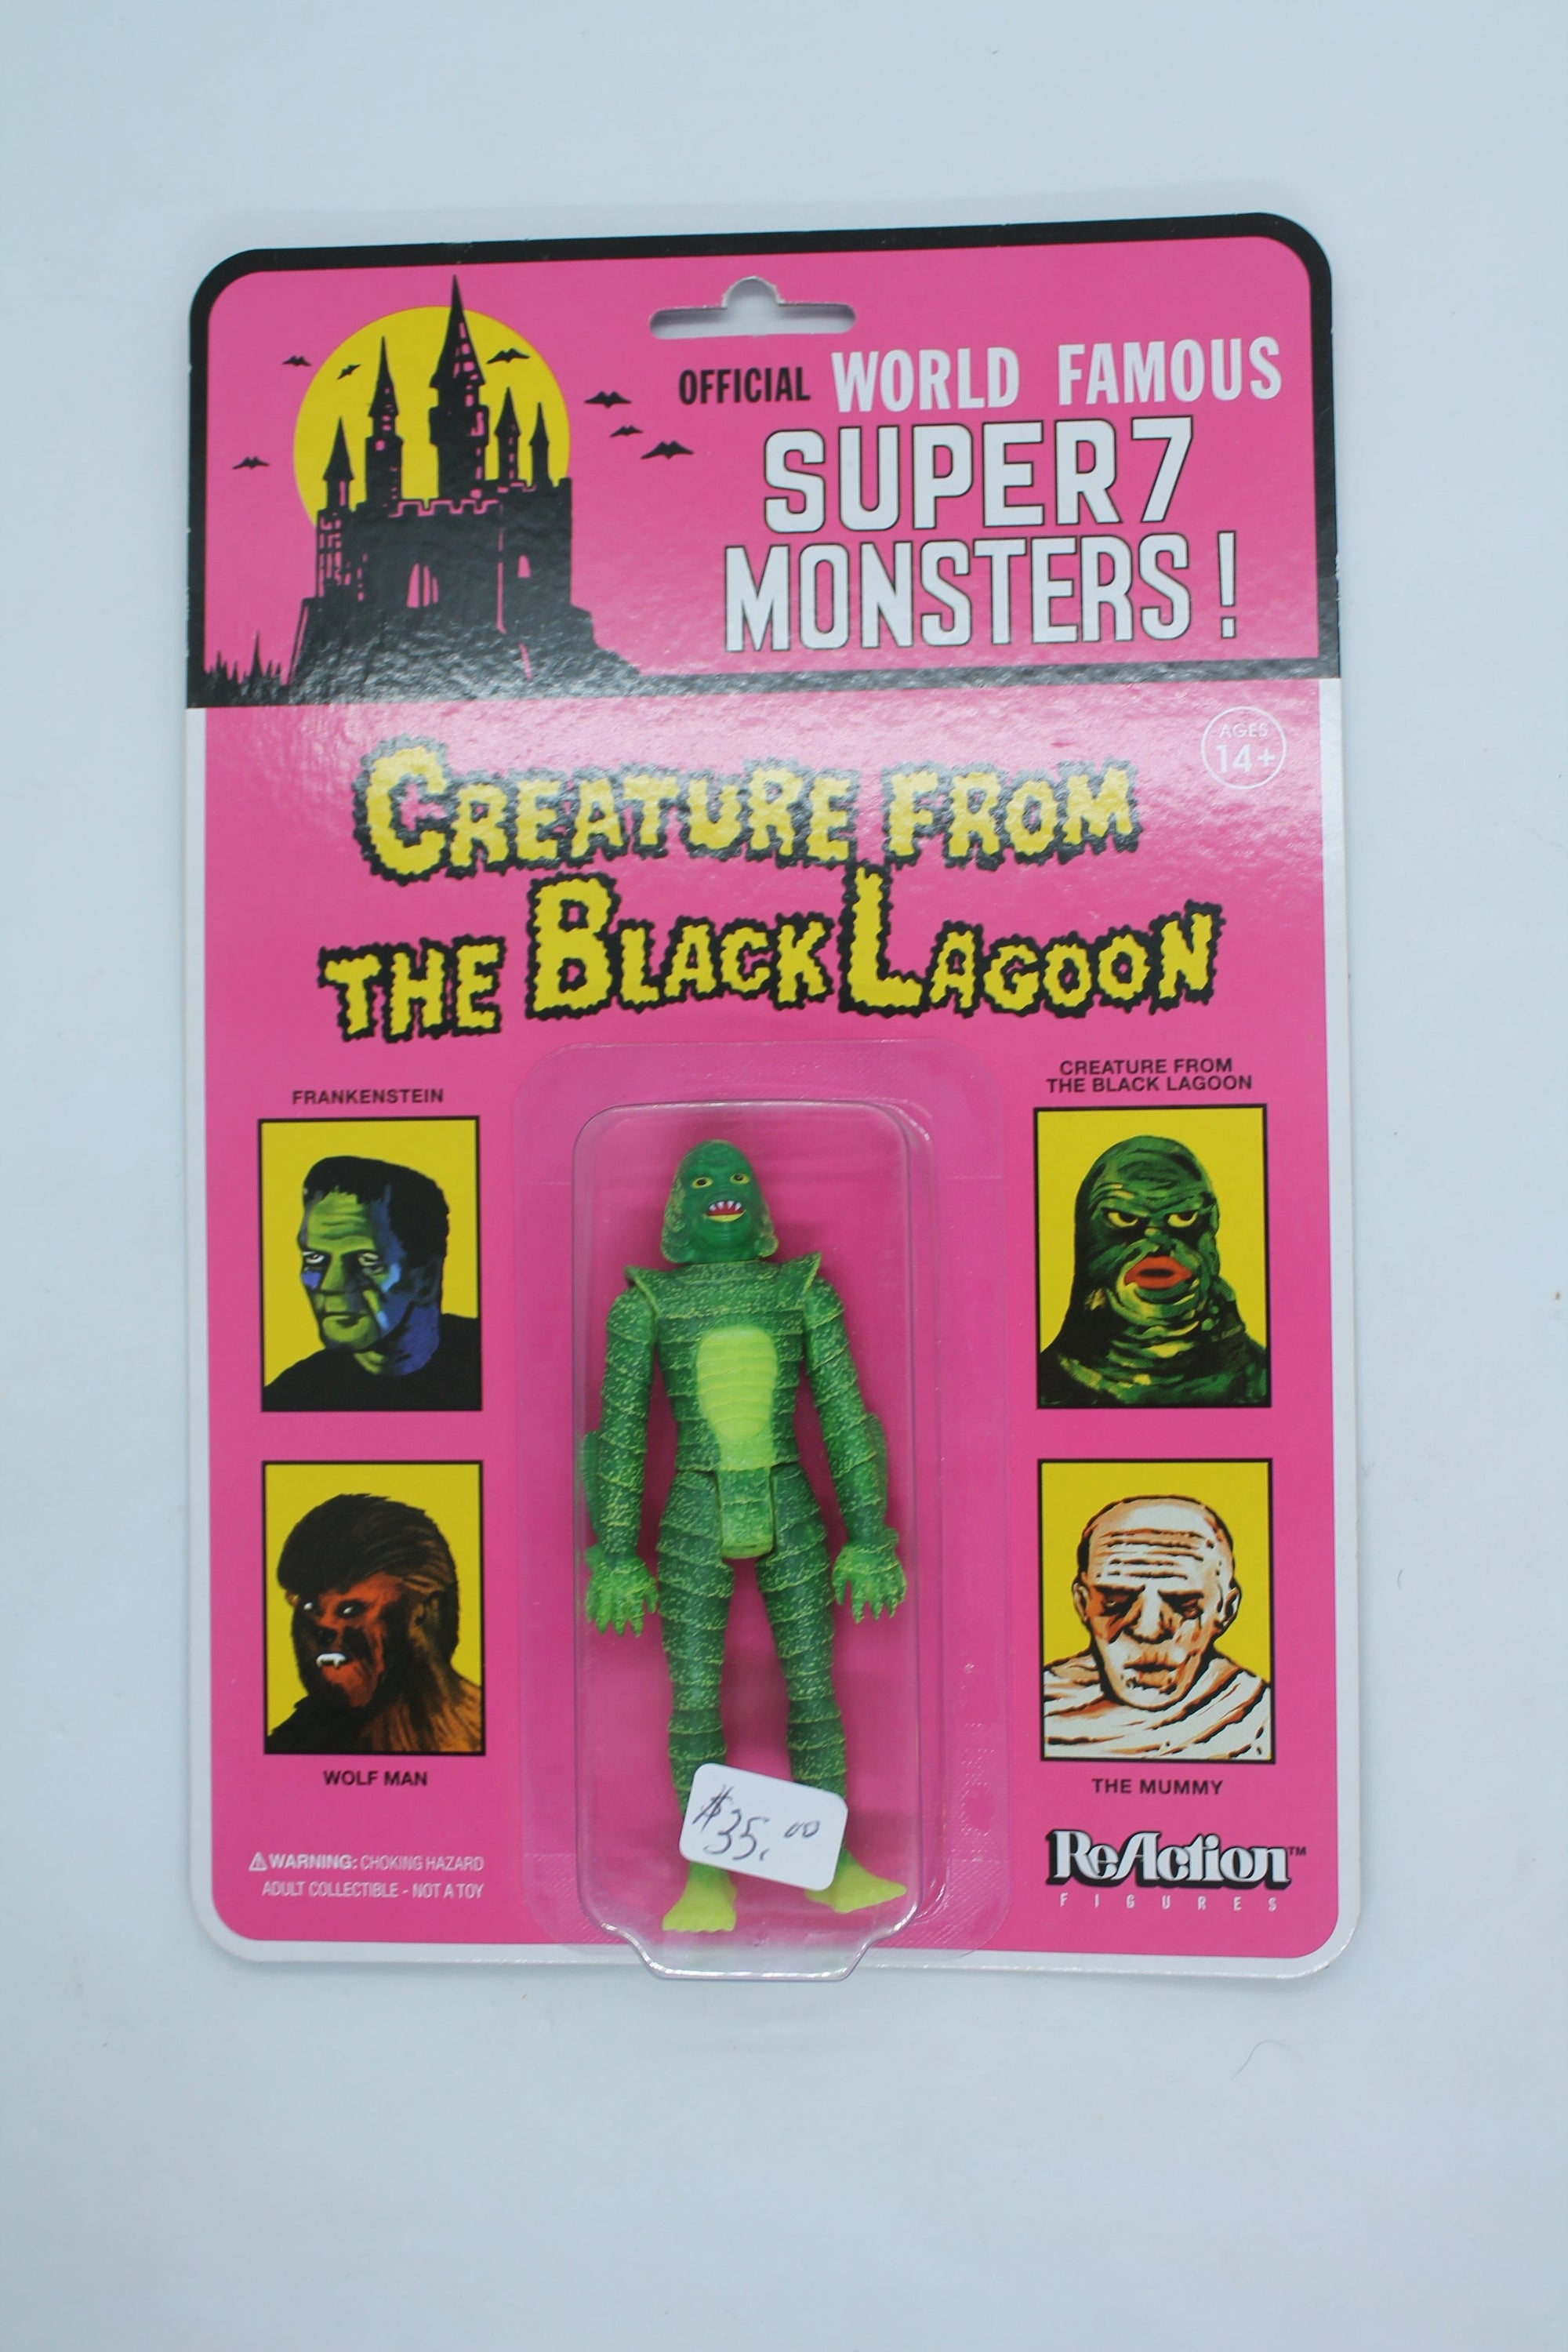 OFFICIAL WORLD FAMOUS
SUPER7
MONSTERS!
AGES
14+
CREATURE FROM
THE BLACK LAGOON
FRANKENSTEIN
CREATURE FROM
THE BLACK LAGOON
WOLF MAN
THE MUMMY
$35.00
⚠WARNING: CHOKING HAZARD
ADULT COLLECTIBLE - NOT A TOY
ReAction™
FIGURES